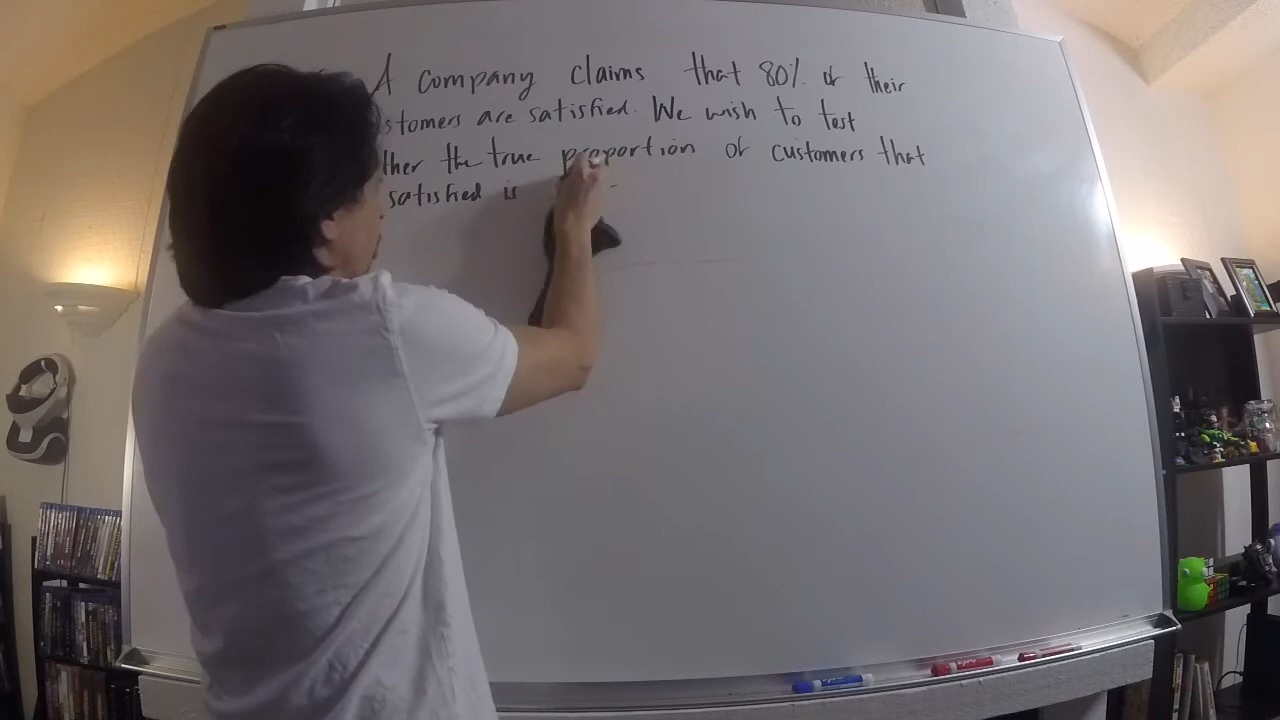 A company claims that 80% of their
stomers are satisfied. We wish to test
ther the true proportion of customers that
satisfied is